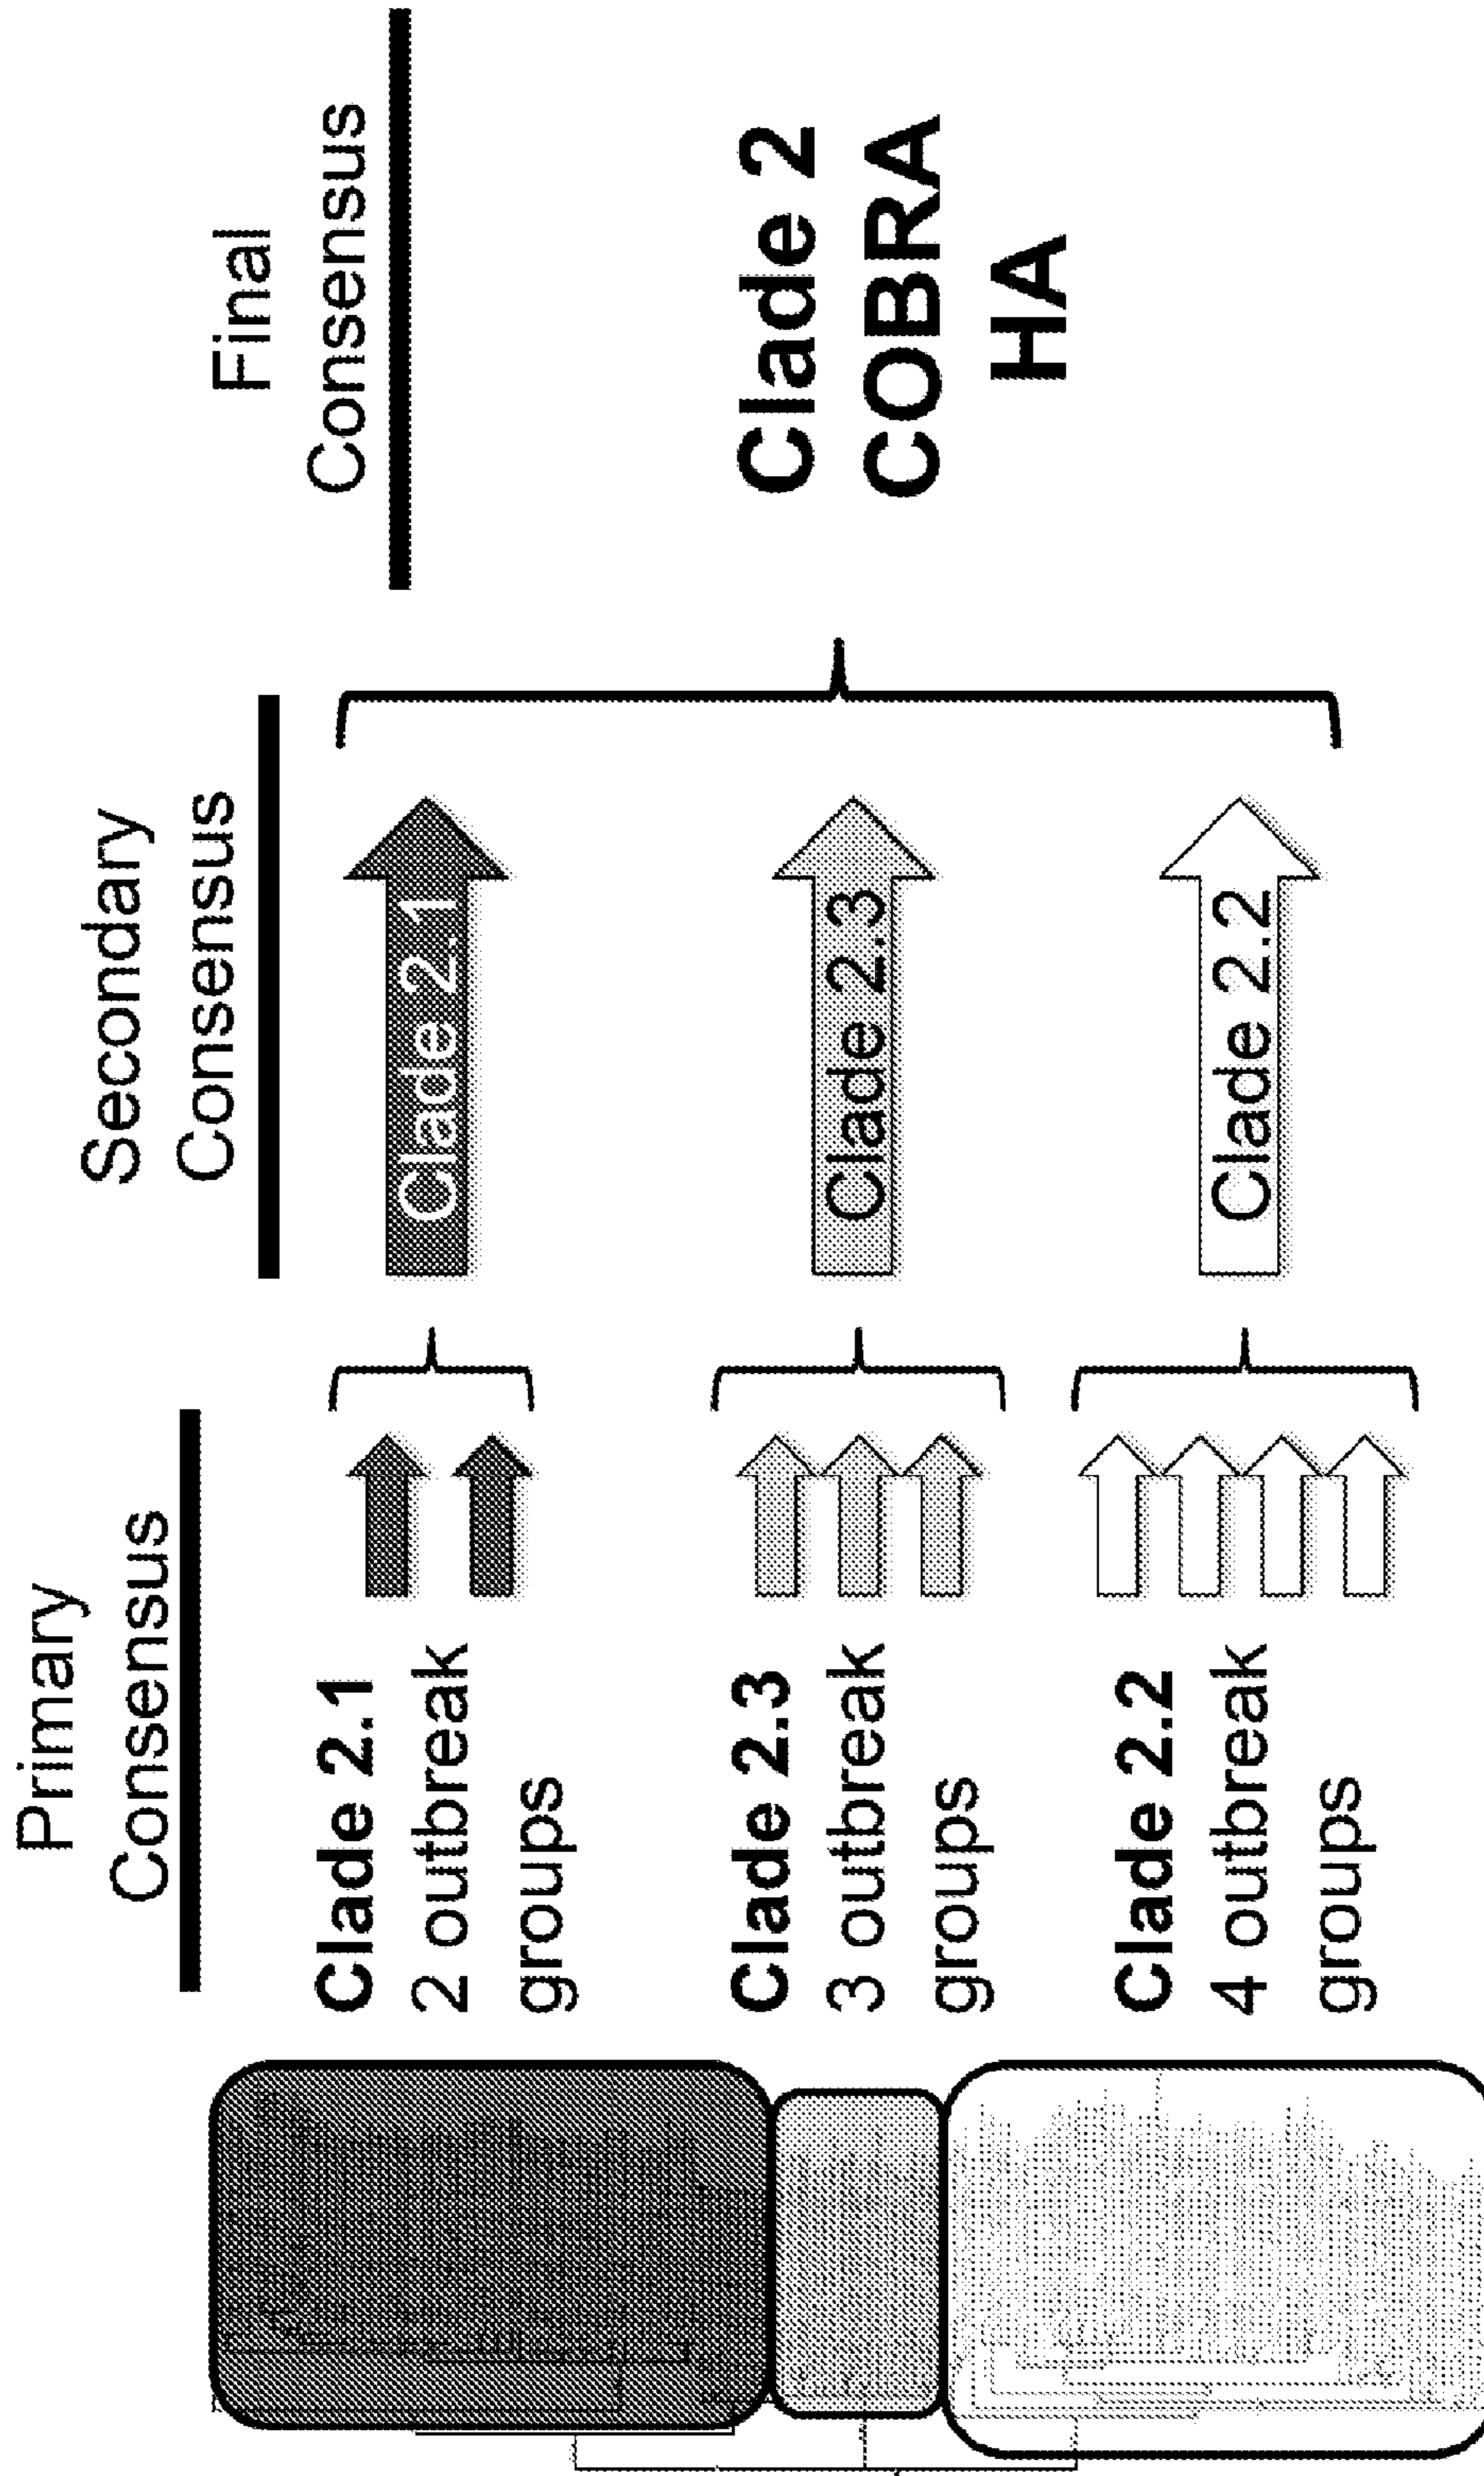 Primary
Consensus
Secondary
Consensus
Final
Consensus
Clade 2.1
2 outbreak
groups
Clade 2.1
Clade 2.3
3 outbreak
groups
Clade 2.3
Clade 2.2
4 outbreak
groups
Clade 2.2
Clade 2
COBRA
HA